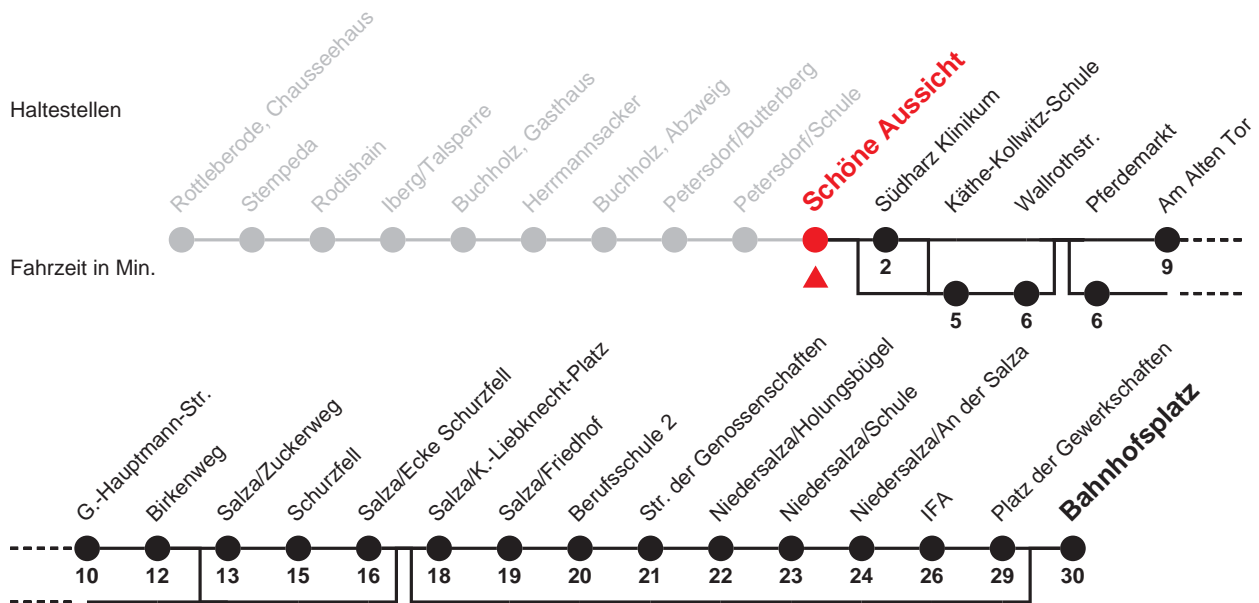 Haltestellen
Rottleberode, Chausseehaus
Stempeda
Rodishain
Iberg/Talsperre
Buchholz, Gasthaus
Herrmannsacker
Buchholz, Abzweig
Petersdorf/Butterberg
Petersdorf/Schule
Schöne Aussicht
Südharz Klinikum
Käthe-Kollwitz-Schule
Wallrothstr.
Pferdemarkt
Am Alten Tor
Fahrzeit in Min.
2
9
5
6
6
G.-Hauptmann-Str.
Birkenweg
Salza/Zuckerweg
Schurzfell
Salza/Ecke Schurzfell
Salza/K.-Liebknecht-Platz
Salza/Friedhof
Berufsschule 2
Str. der Genossenschaften
Niedersalza/Holungsbügel
Niedersalza/Schule
Niedersalza/An der Salza
IFA
Platz der Gewerkschaften
Bahnhofsplatz
10
12
13
15
16
18
19
20
21
22
23
24
26
29
30